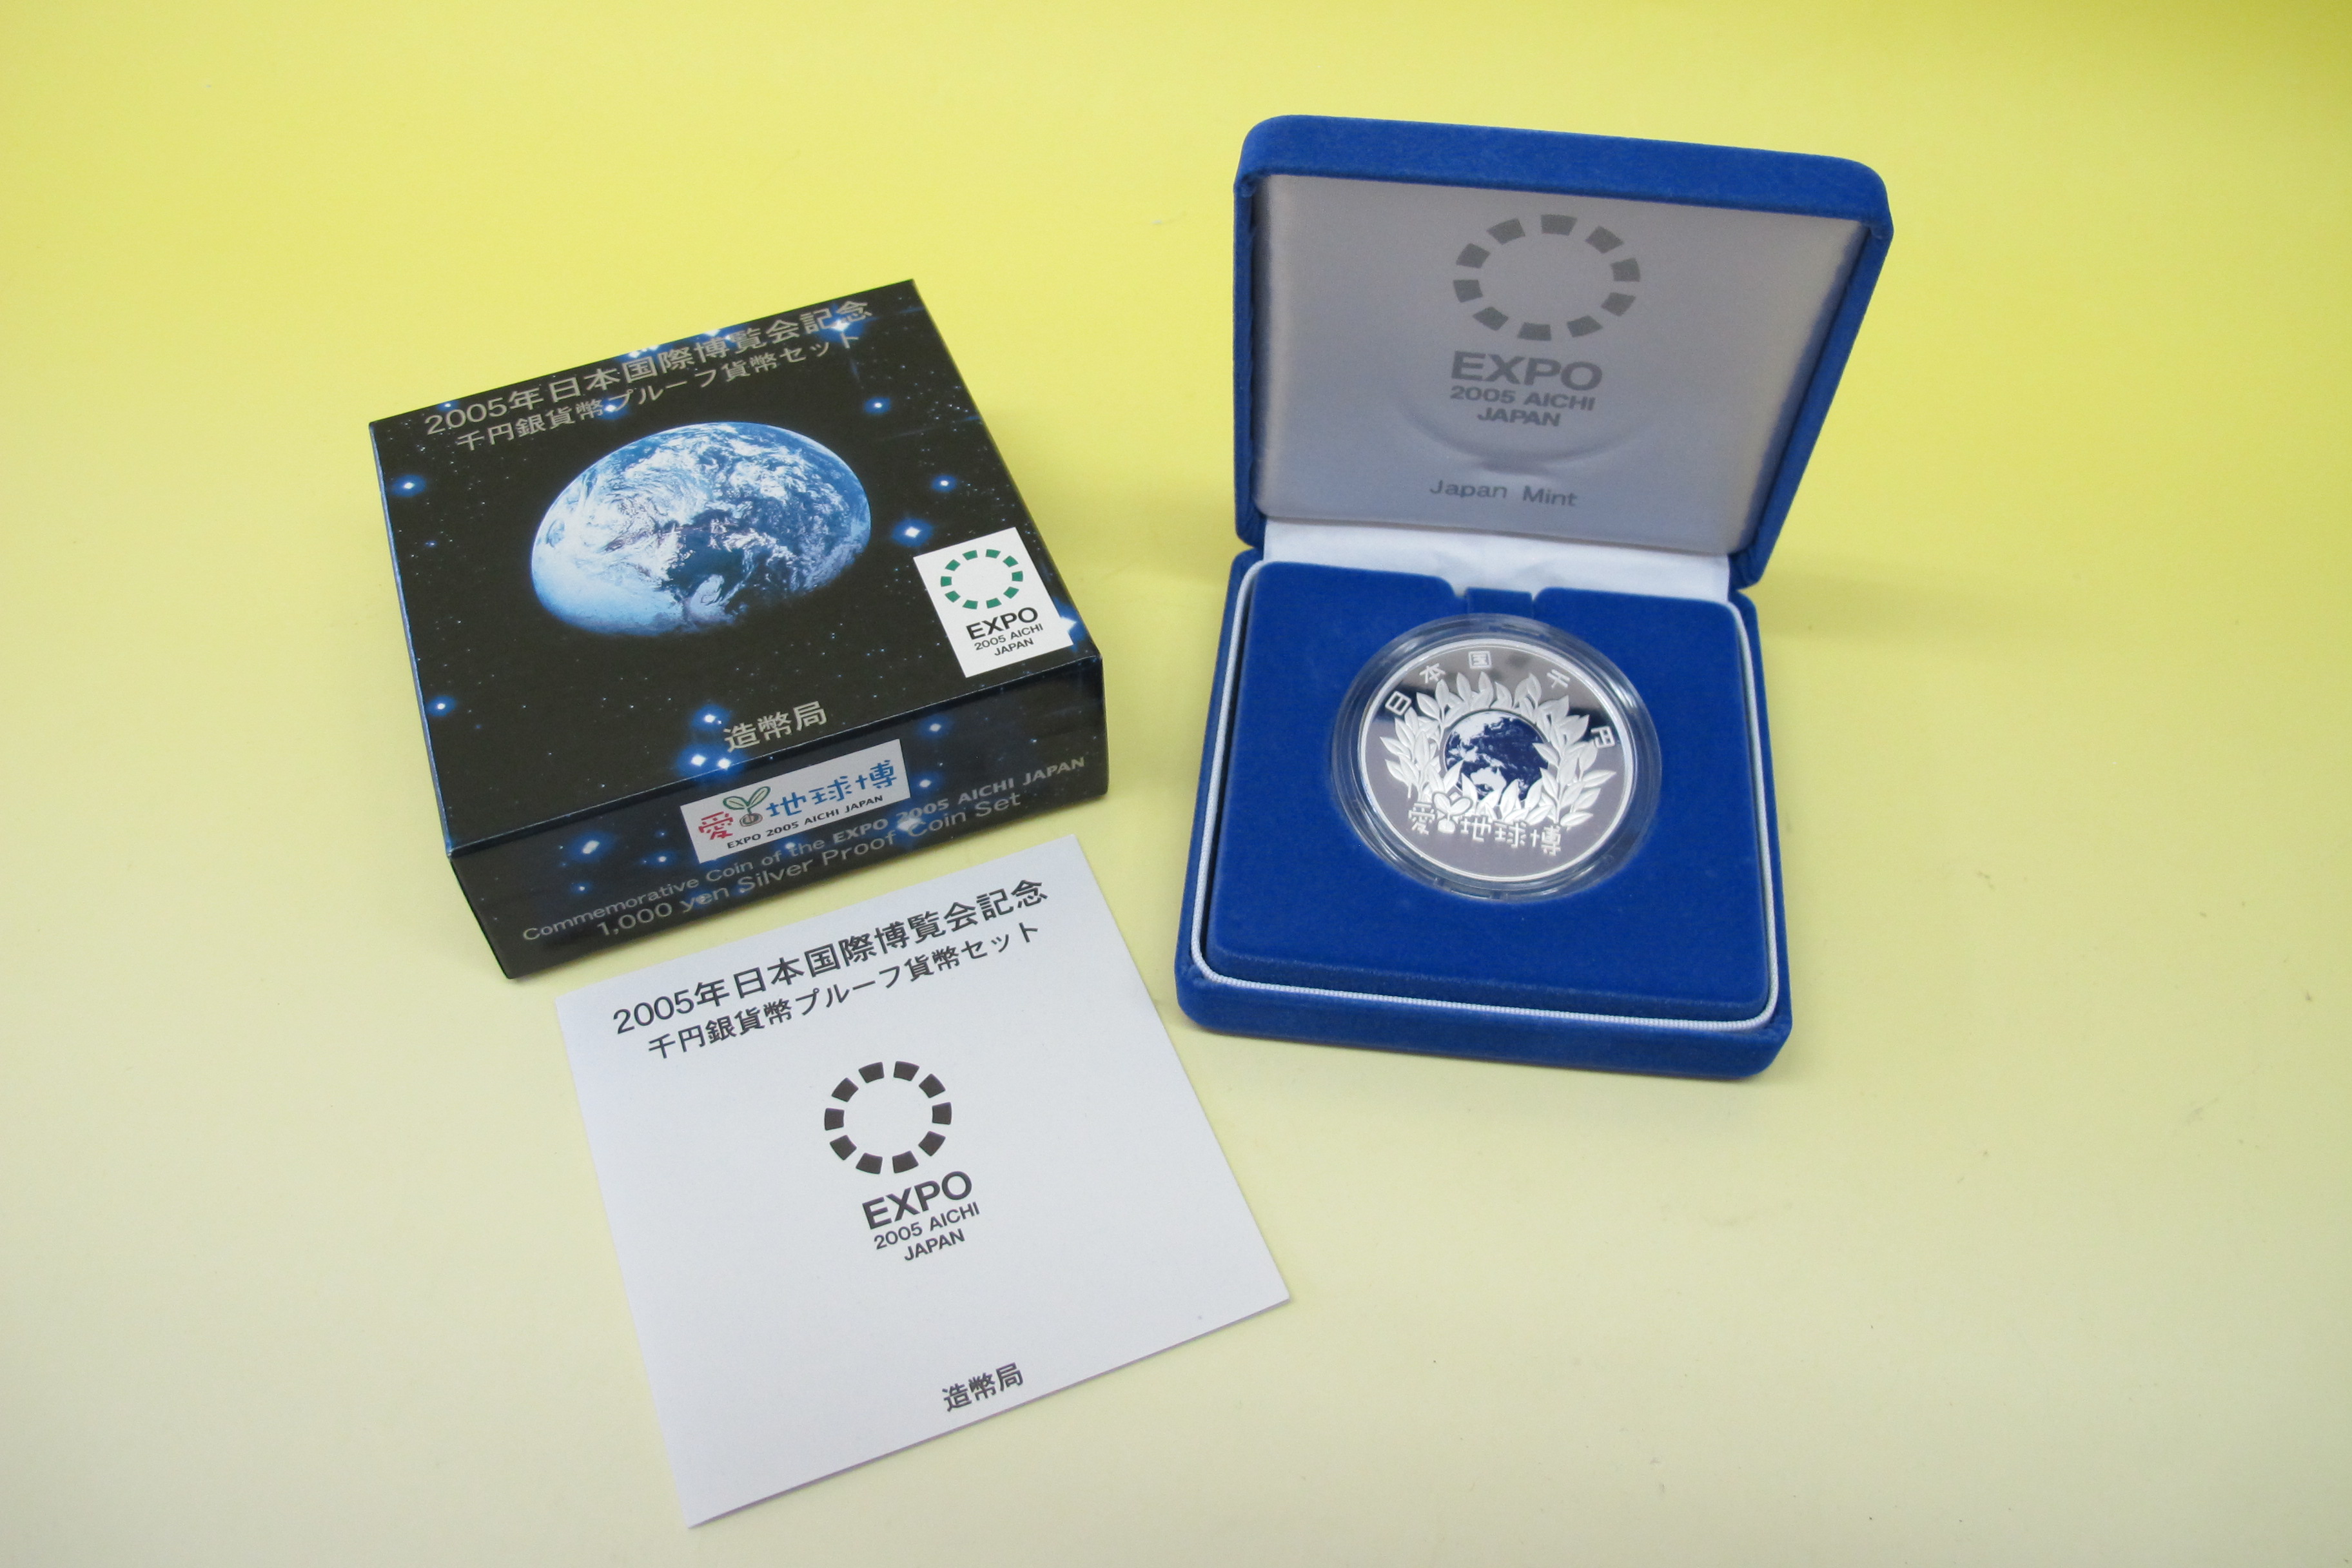 2005年日本国際博覧会記念
千円銀貨幣プルーフ貨幣セット
EXPO
2005 AICHI
JAPAN
造幣局
愛・地球博
EXPO 2005 AICHI JAPAN
Commemorative Coin of the EXPO 2005 AICHI JAPAN
1,000 yen Silver Proof Coin Set
EXPO
2005 AICHI
JAPAN
Japan Mint
日本国千円
愛・地球博
2005年日本国際博覧会記念
千円銀貨幣プルーフ貨幣セット
EXPO
2005 AICHI
JAPAN
造幣局